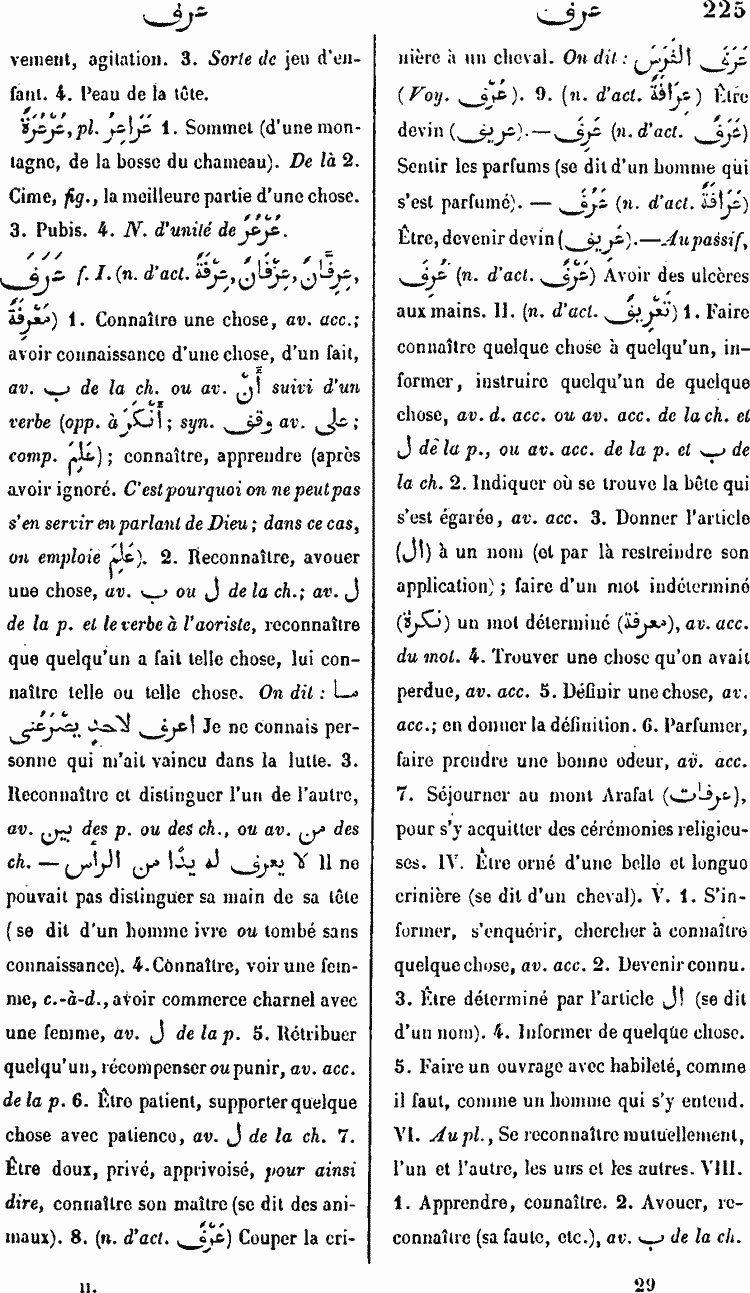 عرف
عرف 225
vement, agitation. 3. Sorte de jeu d'en-
fant. 4. Peau de la tête.
عُرْعُرَةٌ, pl. عَرَاعِرُ 1. Sommet (d'une mon-
tagne, de la bosse du chameau). De là 2.
Cime, fig., la meilleure partie d'une chose.
3. Pubis. 4. N. d'unité de عُرْعُرٌ.
عَرَفَ f. I. (n. d'act. عِرْفَةٌ, عِرْفَانٌ, عِرِفَّانٌ,
مَعْرِفَةٌ) 1. Connaître une chose, av. acc.;
avoir connaissance d'une chose, d'un fait,
av. ب de la ch. ou av. أَنَّ suivi d'un
verbe (opp. à أَنْكَرَ; syn. وقف av. على;
comp. عَلِمَ); connaître, apprendre (après
avoir ignoré. C'est pourquoi on ne peut pas
s'en servir en parlant de Dieu; dans ce cas,
on emploie عَلِمَ). 2. Reconnaître, avouer
une chose, av. ب ou ل de la ch.; av. ل
de la p. et le verbe à l'aoriste, reconnaître
que quelqu'un a fait telle chose, lui con-
naître telle ou telle chose. On dit : مـا
اعرف لاحدٍ يصْرَعُنى Je ne connais per-
sonne qui m'ait vaincu dans la lutte. 3.
Reconnaître et distinguer l'un de l'autre,
av. بين des p. ou des ch., ou av. من des
ch. — لا يعرف له يدًا من الرأس Il ne
pouvait pas distinguer sa main de sa tête
(se dit d'un homme ivre ou tombé sans
connaissance). 4. Connaître, voir une fem-
me, c.-à-d., avoir commerce charnel avec
une femme, av. ل de la p. 5. Rétribuer
quelqu'un, récompenser ou punir, av. acc.
de la p. 6. Être patient, supporter quelque
chose avec patience, av. ل de la ch. 7.
Être doux, privé, apprivoisé, pour ainsi
dire, connaître son maître (se dit des ani-
maux). 8. (n. d'act. عَرْفٌ) Couper la cri-
II.
nière à un cheval. On dit : عَرَفَ الفَرَسَ
(Voy. عُرْف). 9. (n. d'act. عِرَافَةٌ) Être
devin (عريف). — عَرِفَ (n. d'act. عَرْفٌ)
Sentir les parfums (se dit d'un homme qui
s'est parfumé). — عَرُفَ (n. d'act. عَرَافَةٌ)
Être, devenir devin (عَرِيف). — Au passif,
عُرِفَ (n. d'act. عَرْفٌ) Avoir des ulcères
aux mains. II. (n. d'act. تَعْرِيفٌ) 1. Faire
connaître quelque chose à quelqu'un, in-
former, instruire quelqu'un de quelque
chose, av. d. acc. ou av. acc. de la ch. et
ل de la p., ou av. acc. de la p. et ب de
la ch. 2. Indiquer où se trouve la bête qui
s'est égarée, av. acc. 3. Donner l'article
(ال) à un nom (et par là restreindre son
application); faire d'un mot indéterminé
(نكرة) un mot déterminé (معرفة), av. acc.
du mot. 4. Trouver une chose qu'on avait
perdue, av. acc. 5. Définir une chose, av.
acc.; en donner la définition. 6. Parfumer,
faire prendre une bonne odeur, av. acc.
7. Séjourner au mont Arafat (عرفات),
pour s'y acquitter des cérémonies religieu-
ses. IV. Être orné d'une belle et longue
crinière (se dit d'un cheval). V. 1. S'in-
former, s'enquérir, chercher à connaître
quelque chose, av. acc. 2. Devenir connu.
3. Être déterminé par l'article ال (se dit
d'un nom). 4. Informer de quelque chose.
5. Faire un ouvrage avec habileté, comme
il faut, comme un homme qui s'y entend.
VI. Au pl., Se reconnaître mutuellement,
l'un et l'autre, les uns et les autres. VIII.
1. Apprendre, connaître. 2. Avouer, re-
connaître (sa faute, etc.), av. ب de la ch.
29